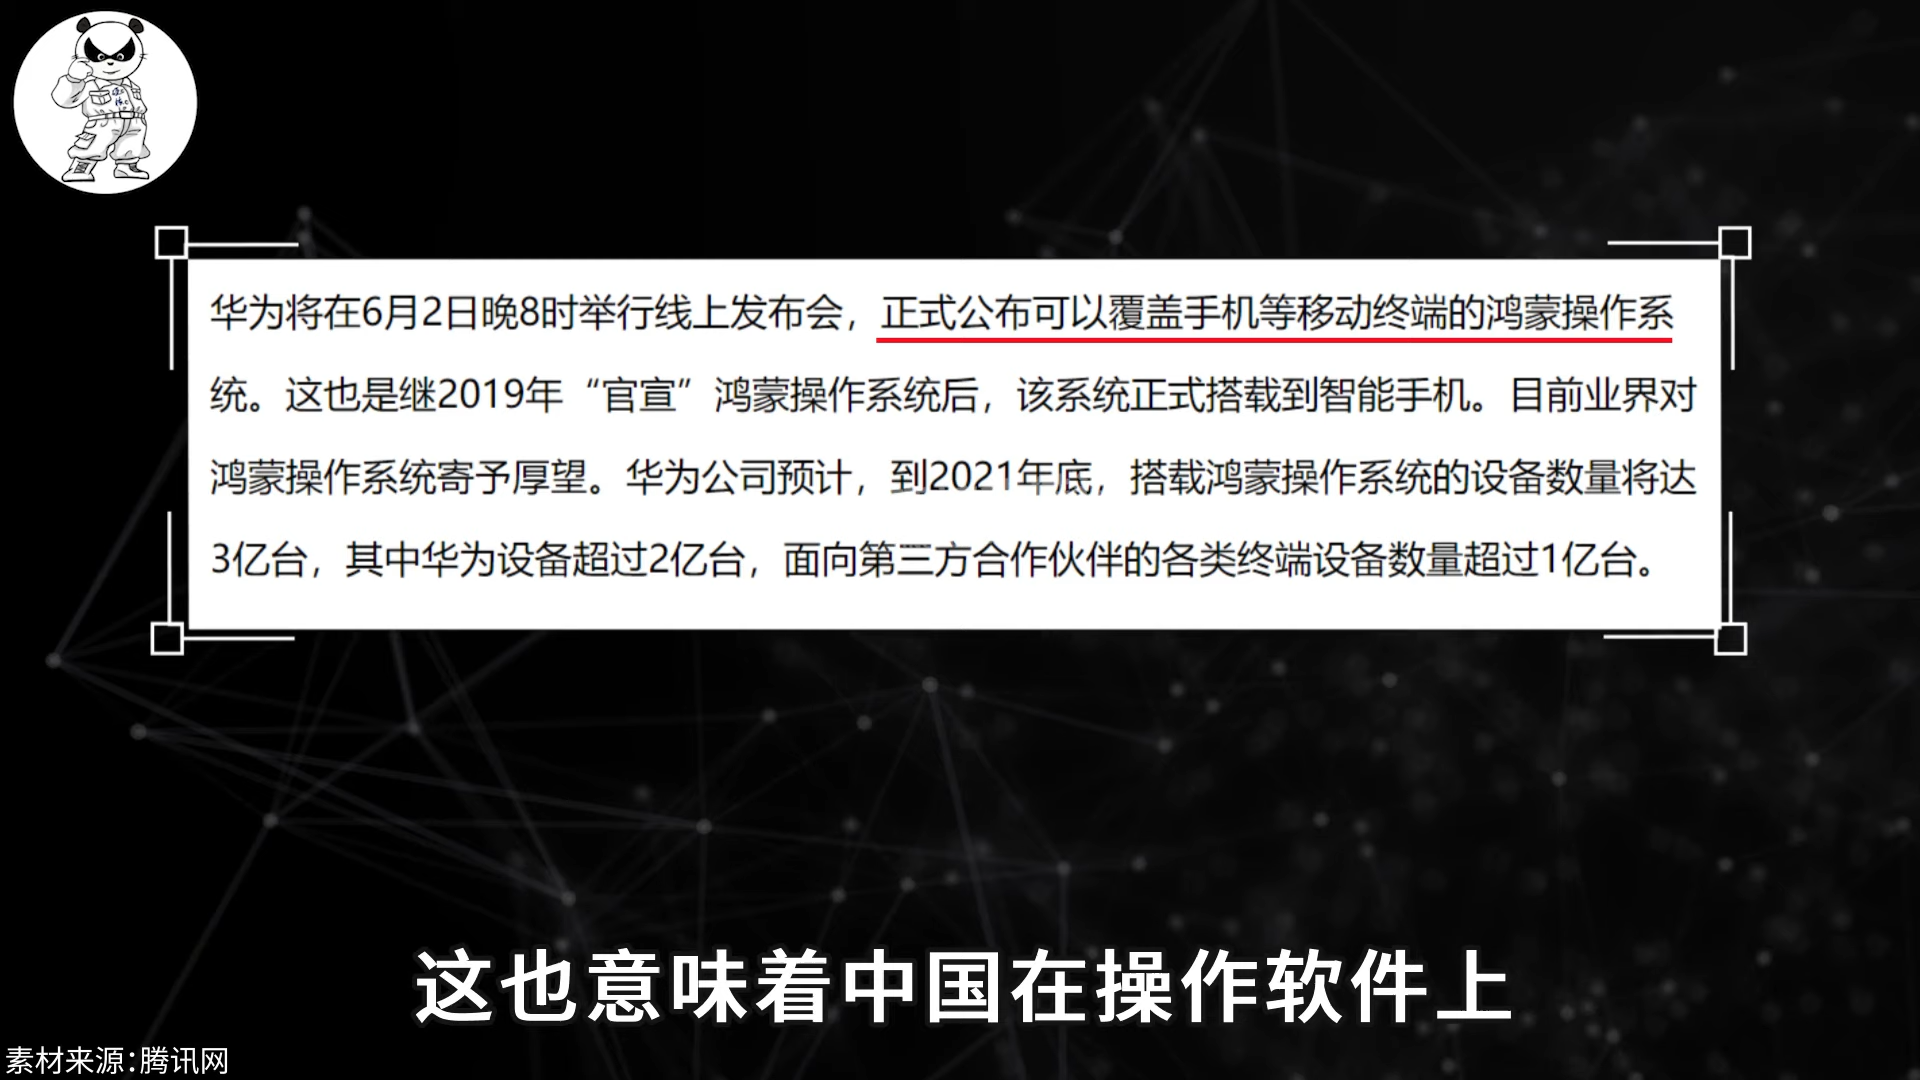 华为将在6月2日晚8时举行线上发布会，正式公布可以覆盖手机等移动终端的鸿蒙操作系
统。这也是继2019年“官宣”鸿蒙操作系统后，该系统正式搭载到智能手机。目前业界对
鸿蒙操作系统寄予厚望。华为公司预计，到2021年底，搭载鸿蒙操作系统的设备数量将达
3亿台，其中华为设备超过2亿台，面向第三方合作伙伴的各类终端设备数量超过1亿台。
这也意味着中国在操作软件上
素材来源：腾讯网